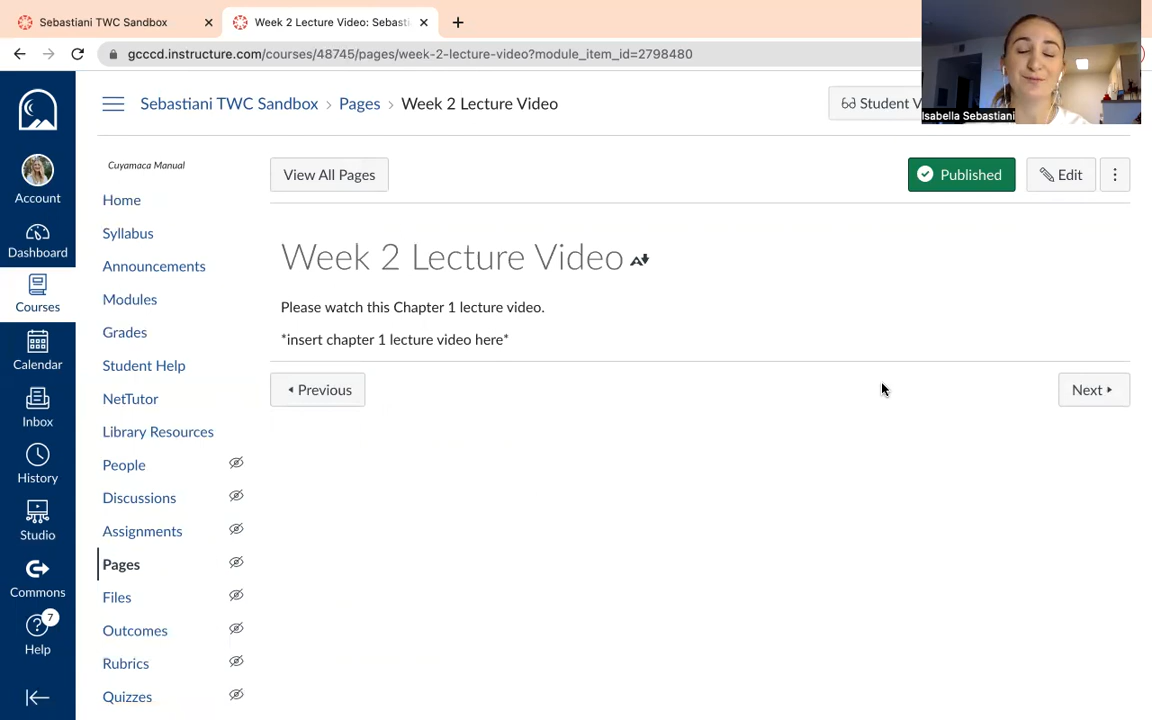 Sebastiani TWC Sandbox
Week 2 Lecture Video: Sebasti
gcccd.instructure.com/courses/48745/pages/week-2-lecture-video?module_item_id=2798480
Isabella Sebastiani
Sebastiani TWC Sandbox › Pages › Week 2 Lecture Video
Student V
Account
Dashboard
Courses
Calendar
Inbox
History
Studio
Commons
7
Help
Cuyamaca Manual
Home
Syllabus
Announcements
Modules
Grades
Student Help
NetTutor
Library Resources
People
Discussions
Assignments
Pages
Files
Outcomes
Rubrics
Quizzes
View All Pages
Published
Edit
Week 2 Lecture Video
Please watch this Chapter 1 lecture video.
*insert chapter 1 lecture video here*
Previous
Next